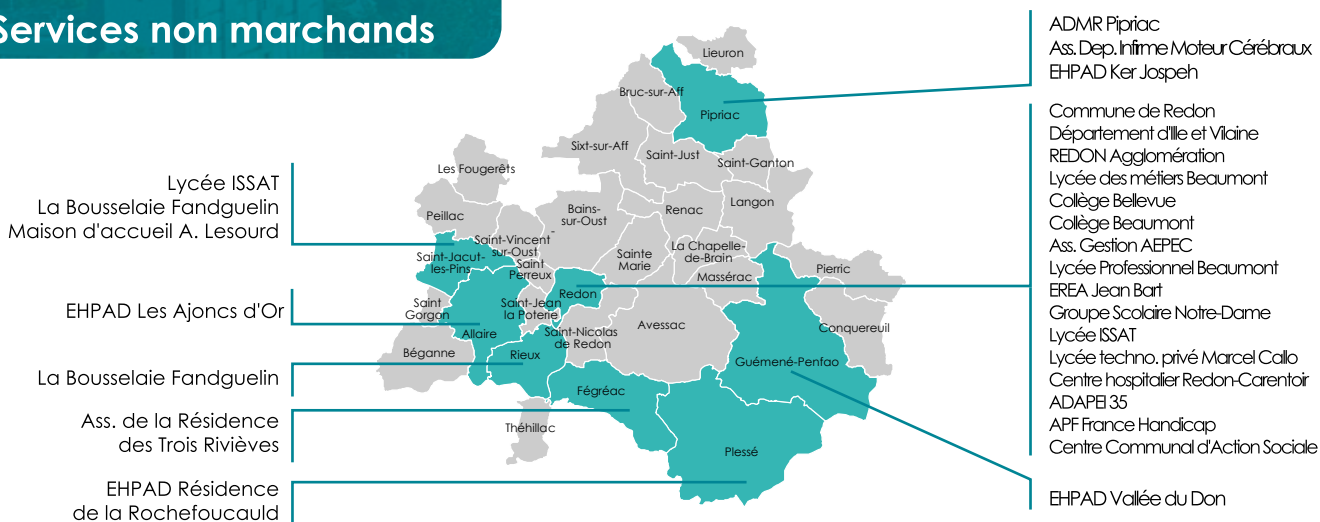 Services non marchands
Lycée ISSAT
La Bousselaie Fandguelin
Maison d'accueil A. Lesourd
EHPAD Les Ajoncs d'Or
La Bousselaie Fandguelin
Ass. de la Résidence
des Trois Rivièves
EHPAD Résidence
de la Rochefoucauld
Lieuron
Bruc-sur-Aff
Pipriac
Sixt-sur-Aff
Saint-Just
Saint-Ganton
Les Fougerêts
Peillac
Bains-
sur-Oust
Renac
Langon
Saint-Vincent-
sur-Oust
Saint-Jacut-
les-Pins
Saint
Perreux
Sainte
Marie
La Chapelle-
de-Brain
Massérac
Pierric
Redon
Saint
Gorgon
Saint-Jean
la Poterie
Allaire
Saint-Nicolas
de Redon
Avessac
Conquereuil
Béganne
Rieux
Guémené-Penfao
Fégréac
Théhillac
Plessé
ADMR Pipriac
Ass. Dep. Infirme Moteur Cérébraux
EHPAD Ker Jospeh
Commune de Redon
Département d'Ille et Vilaine
REDON Agglomération
Lycée des métiers Beaumont
Collège Bellevue
Collège Beaumont
Ass. Gestion AEPEC
Lycée Professionnel Beaumont
EREA Jean Bart
Groupe Scolaire Notre-Dame
Lycée ISSAT
Lycée techno. privé Marcel Callo
Centre hospitalier Redon-Carentoir
ADAPEI 35
APF France Handicap
Centre Communal d'Action Sociale
EHPAD Vallée du Don